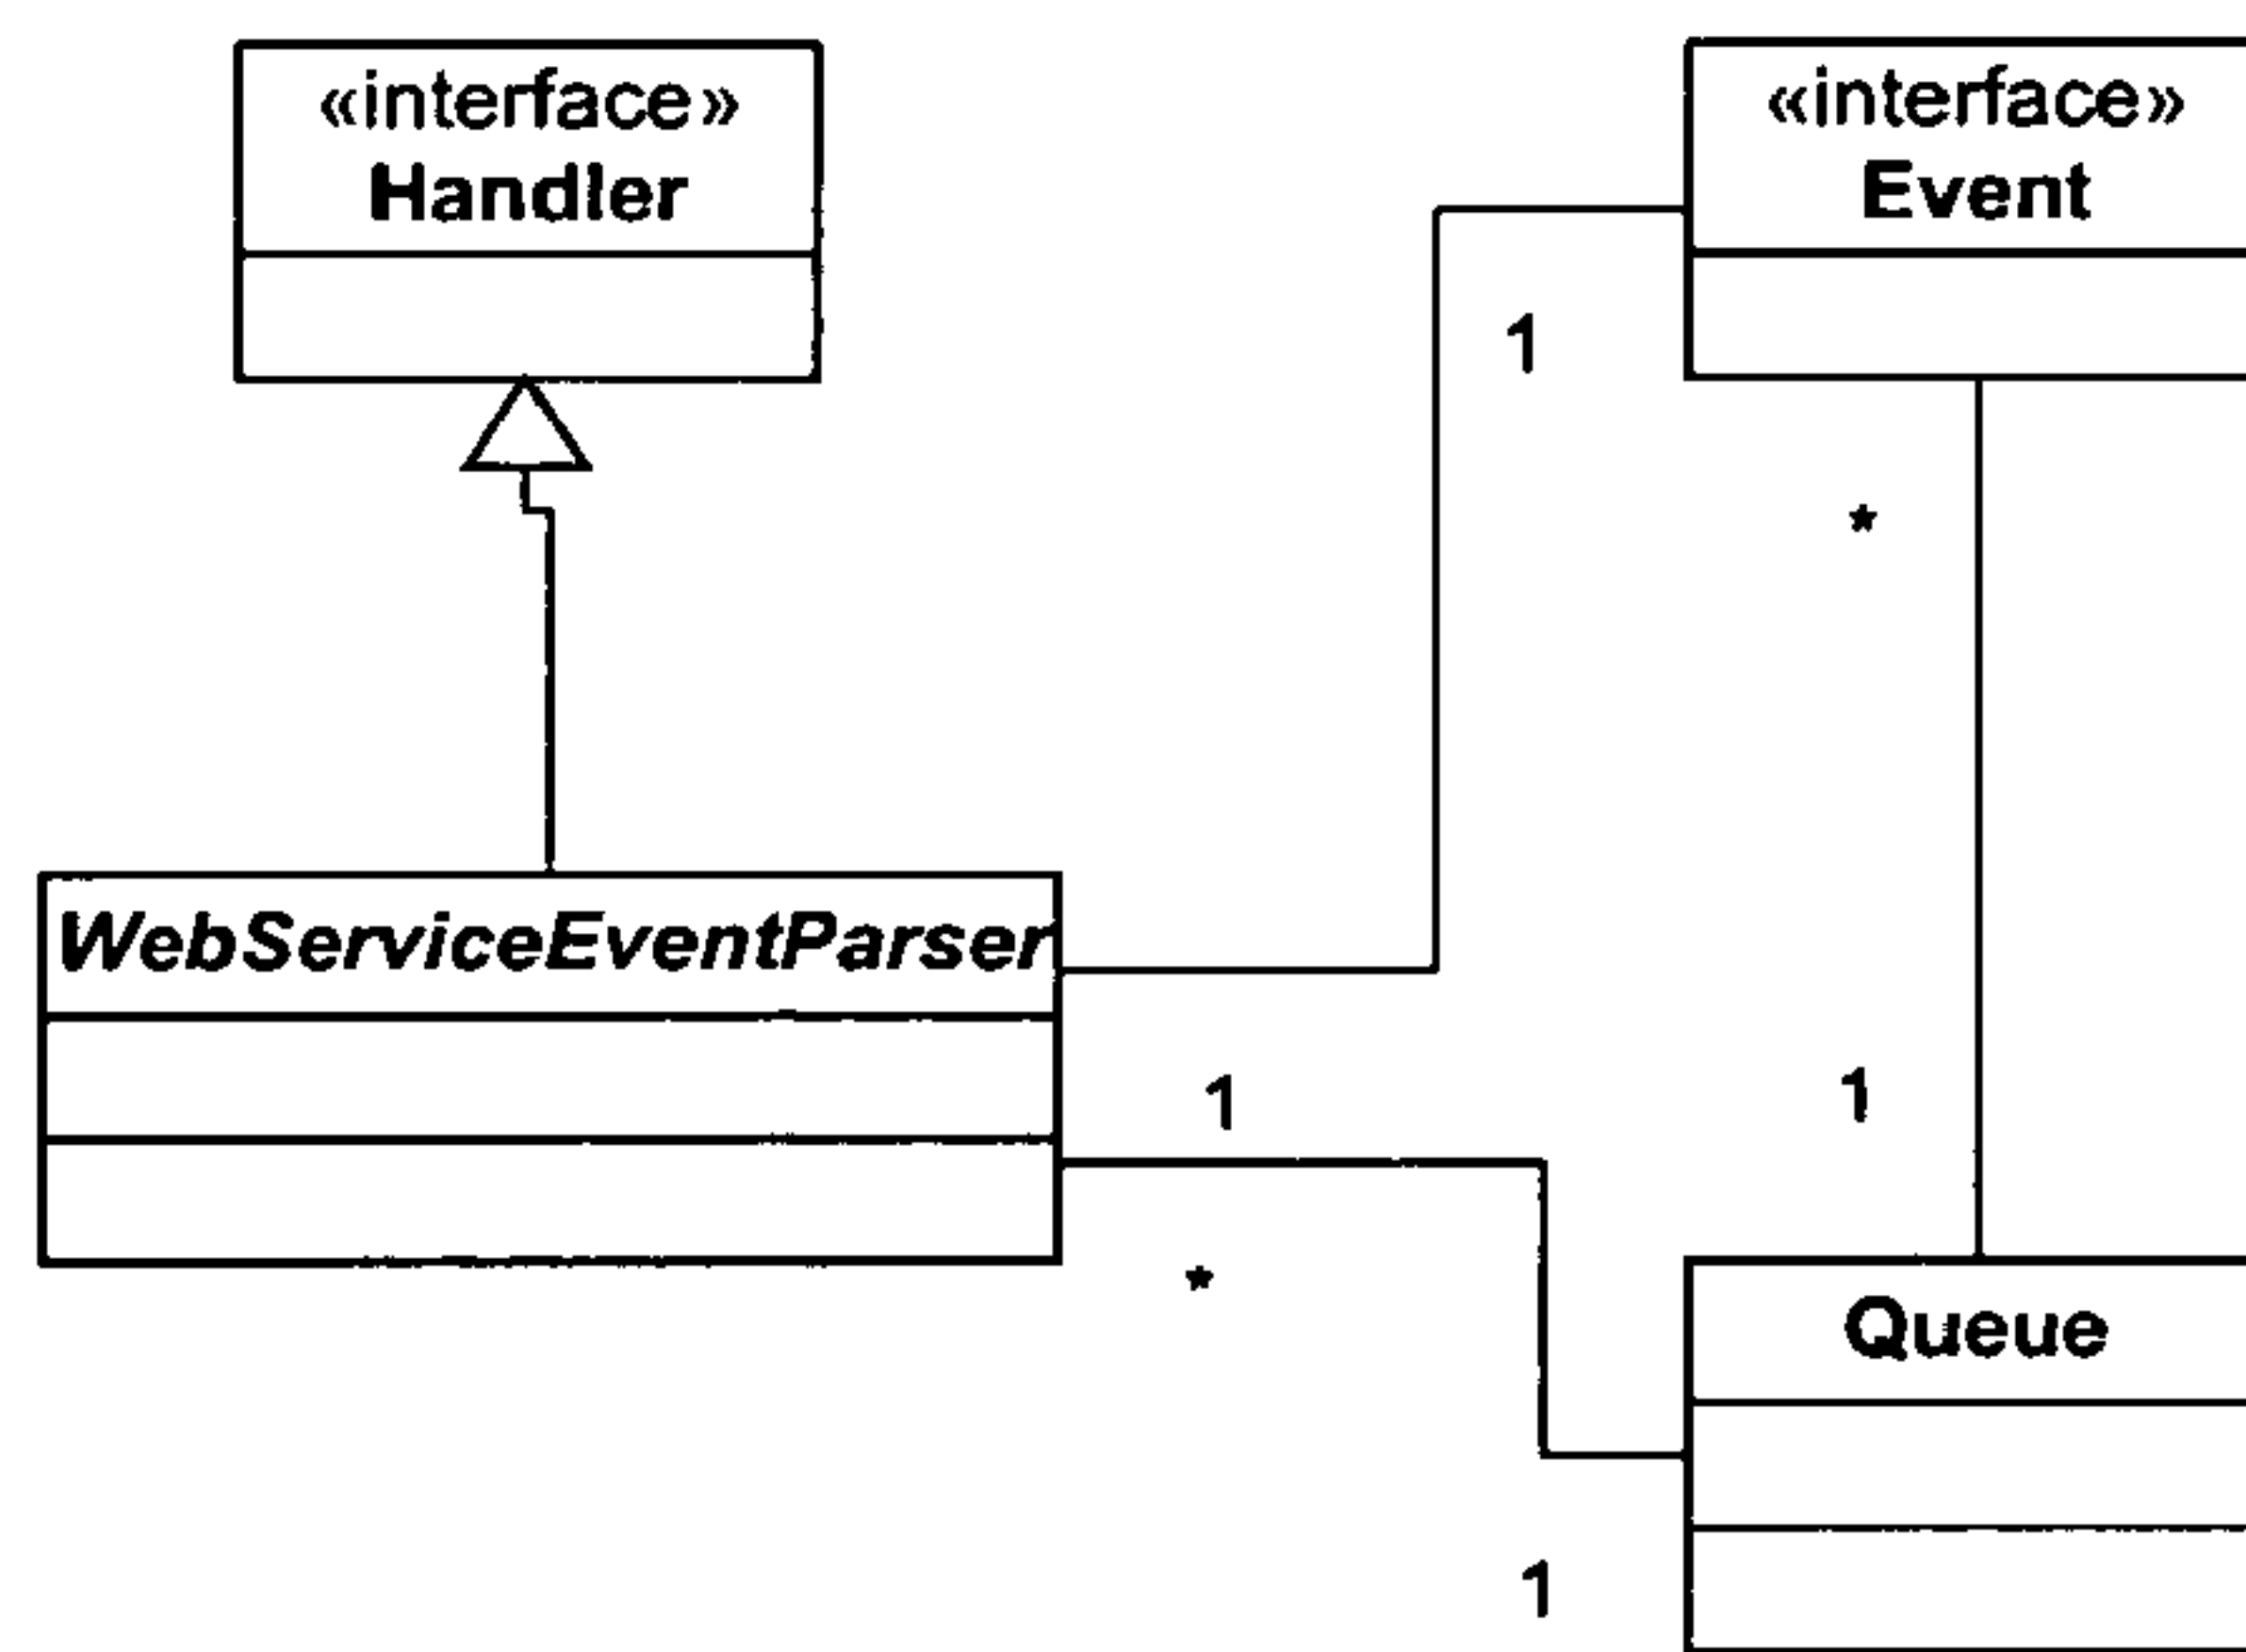 «interface»
Handler
«interface»
Event
1
*
WebServiceEventParser
1
1
*
Queue
1